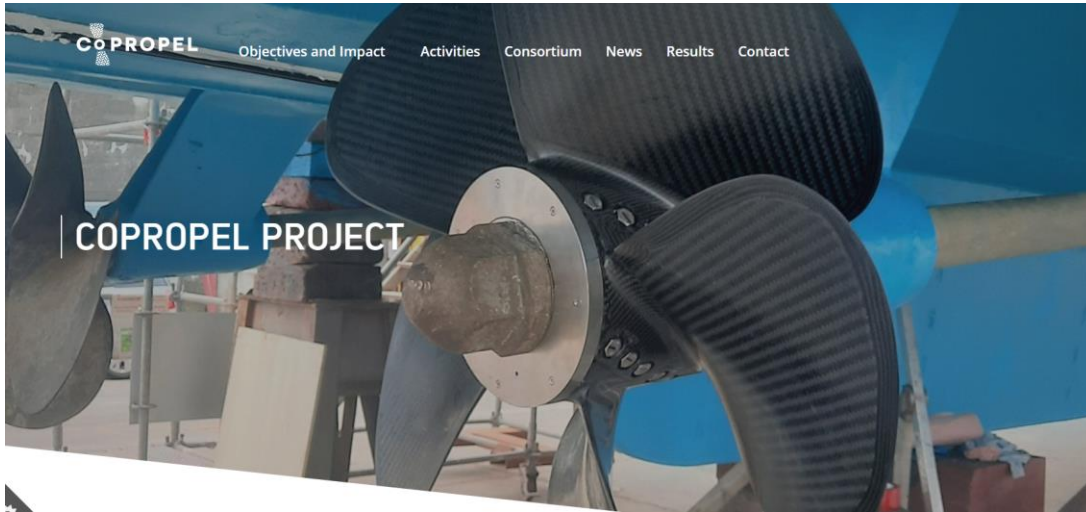 CoPROPEL
Objectives and Impact Activities Consortium News Results Contact
COPROPEL PROJECT